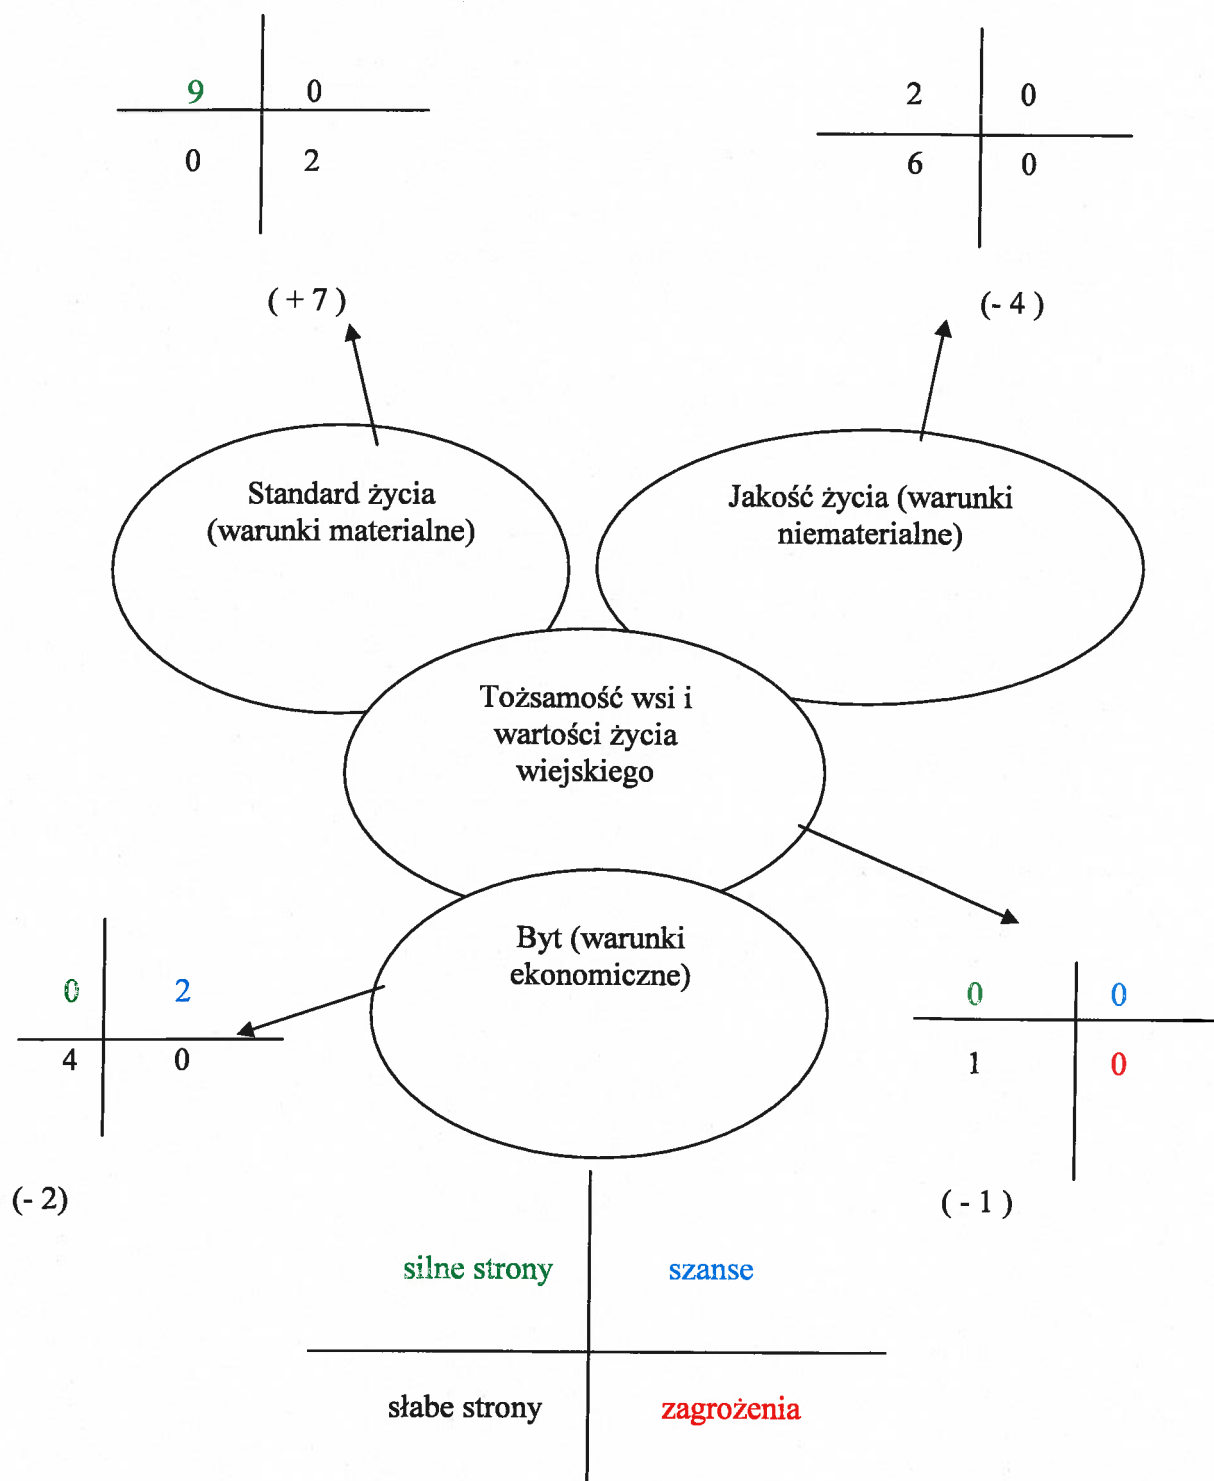 9 0
0 2
( + 7 )
2 0
6 0
(- 4 )
Standard życia
(warunki materialne)
Jakość życia (warunki
niematerialne)
Tożsamość wsi i
wartości życia
wiejskiego
Byt (warunki
ekonomiczne)
0 2
4 0
(- 2)
0 0
1 0
( - 1 )
silne strony szanse
słabe strony zagrożenia